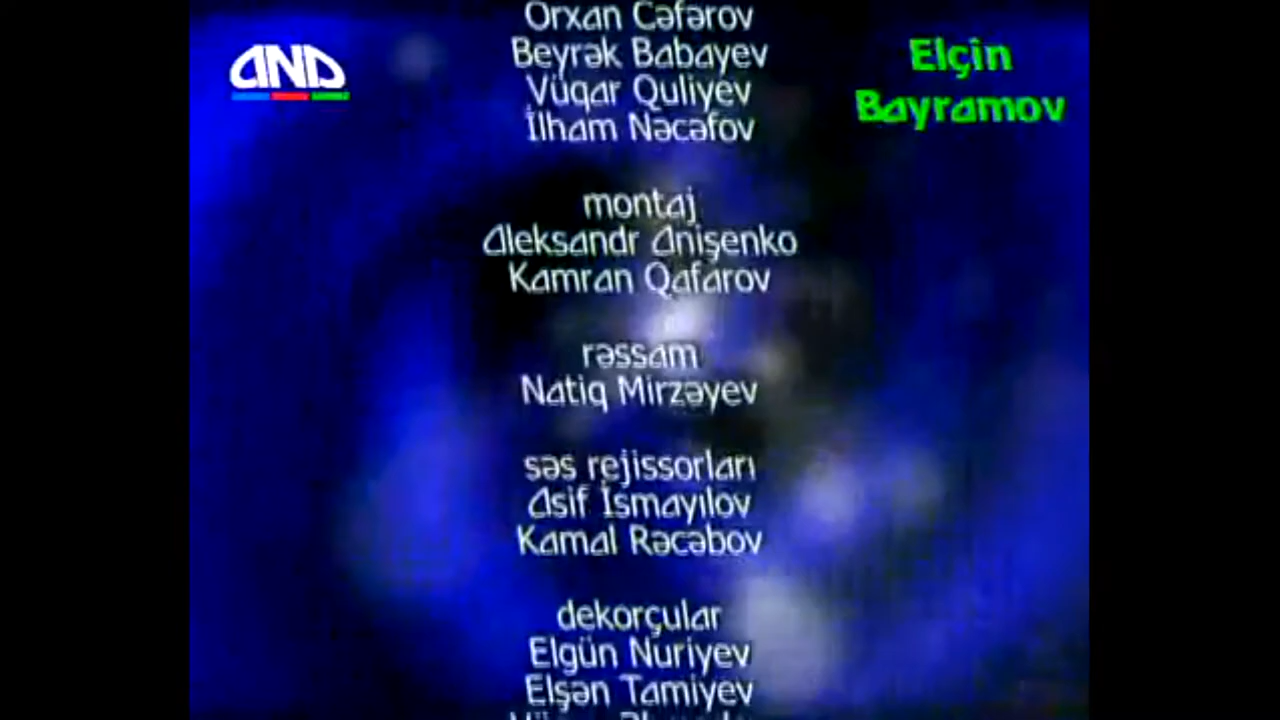 Orxan Cəfərov
Beyrək Babayev
Vüqar Quliyev
İlham Nəcəfov
montaj
Aleksandr Anişenko
Kamran Qafarov
rəssam
Natiq Mirzəyev
səs rejissorları
Asif İsmayılov
Kamal Rəcəbov
dekorçular
Elgün Nuriyev
Elşən Tamiyev
ANS
Elçin
Bayramov